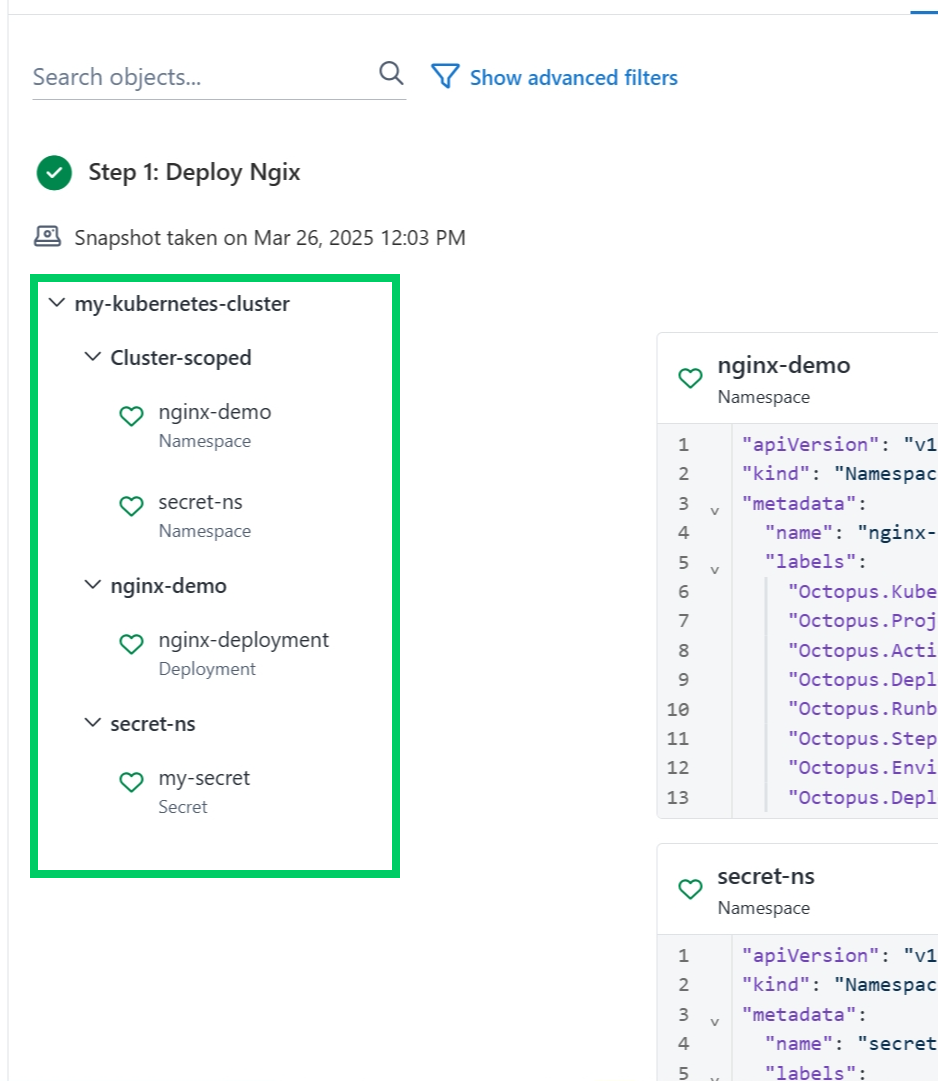 Search objects...
Show advanced filters
Step 1: Deploy Ngix
Snapshot taken on Mar 26, 2025 12:03 PM
my-kubernetes-cluster
Cluster-scoped
nginx-demo
Namespace
secret-ns
Namespace
nginx-demo
nginx-deployment
Deployment
secret-ns
my-secret
Secret
nginx-demo
Namespace
1 "apiVersion": "v1
2 "kind": "Namespac
3 "metadata":
4 "name": "nginx-
5 "labels":
6 "Octopus.Kube
7 "Octopus.Proj
8 "Octopus.Acti
9 "Octopus.Depl
10 "Octopus.Runb
11 "Octopus.Step
12 "Octopus.Envi
13 "Octopus.Depl
secret-ns
Namespace
1 "apiVersion": "v1
2 "kind": "Namespac
3 "metadata":
4 "name": "secret
5 "labels":